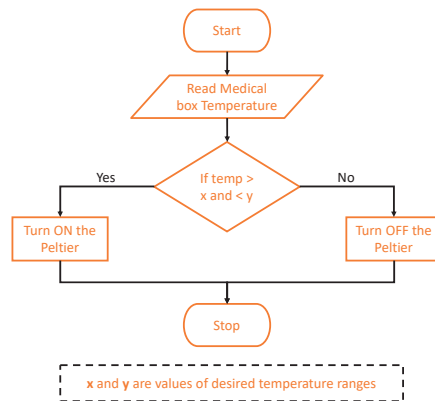 Start
Read Medical
box Temperature
If temp >
x and < y
Yes
No
Turn ON the
Peltier
Turn OFF the
Peltier
Stop
x and y are values of desired temperature ranges